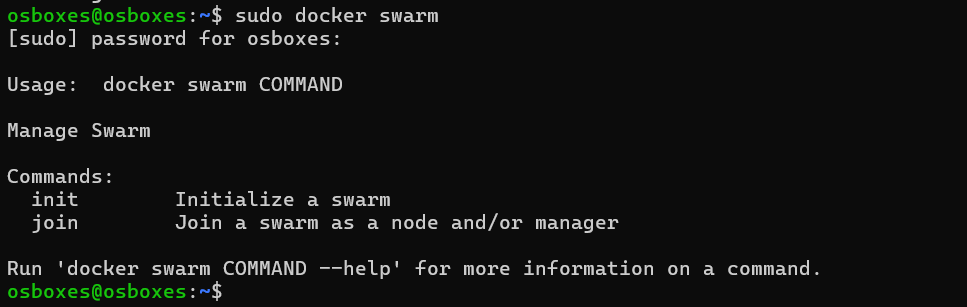 osboxes@osboxes:~$ sudo docker swarm
[sudo] password for osboxes:
Usage:  docker swarm COMMAND
Manage Swarm
Commands:
  init        Initialize a swarm
  join        Join a swarm as a node and/or manager
Run 'docker swarm COMMAND --help' for more information on a command.
osboxes@osboxes:~$